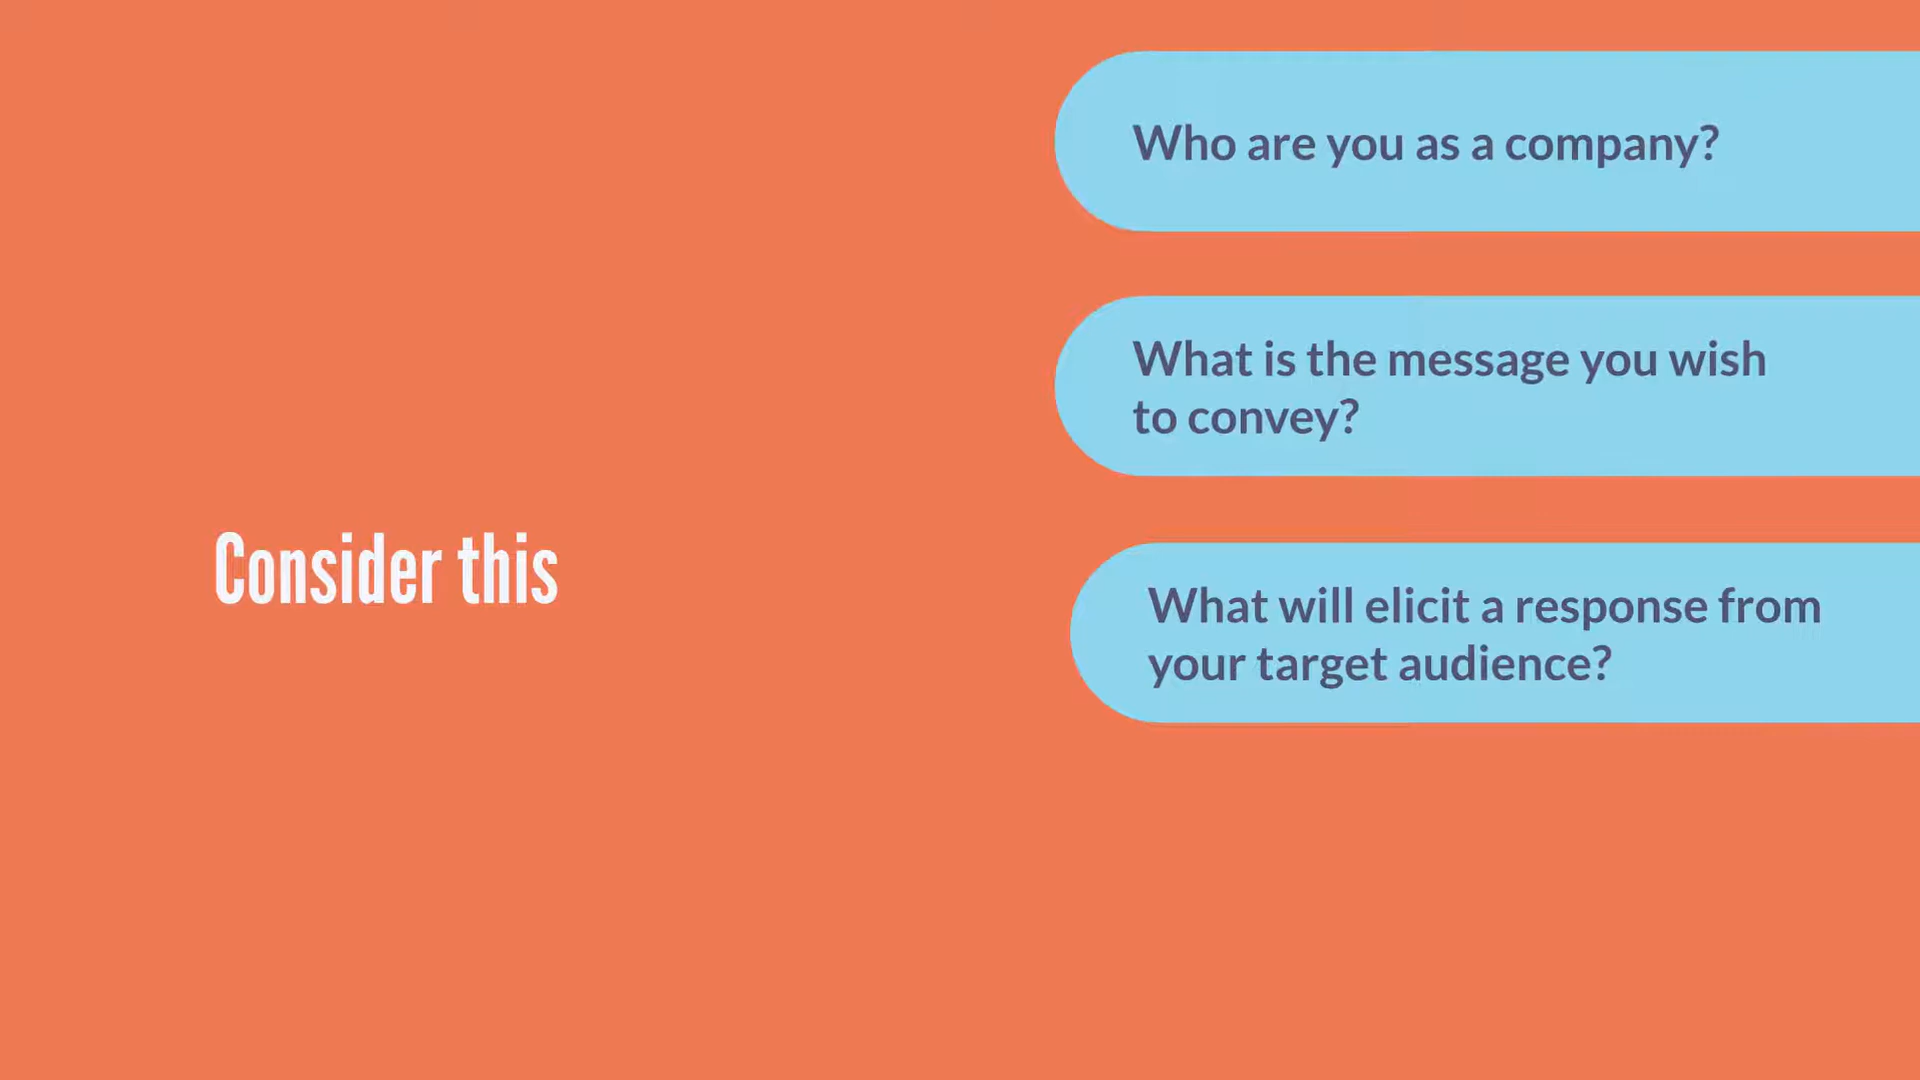 Consider this
Who are you as a company?
What is the message you wish
to convey?
What will elicit a response from
your target audience?